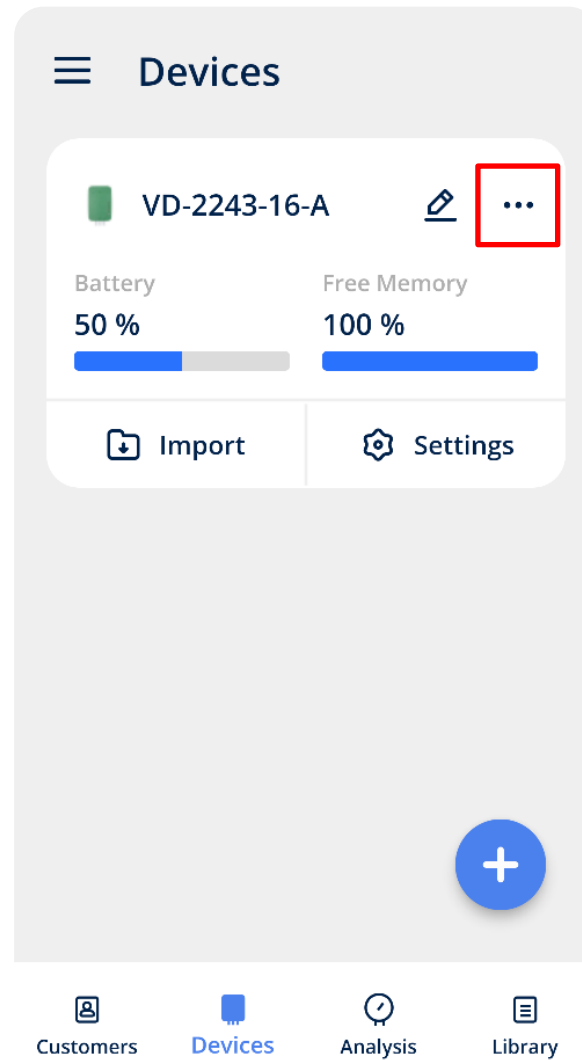 Devices
VD-2243-16-A
Battery
Free Memory
50 %
100 %
Import
Settings
Customers
Devices
Analysis
Library